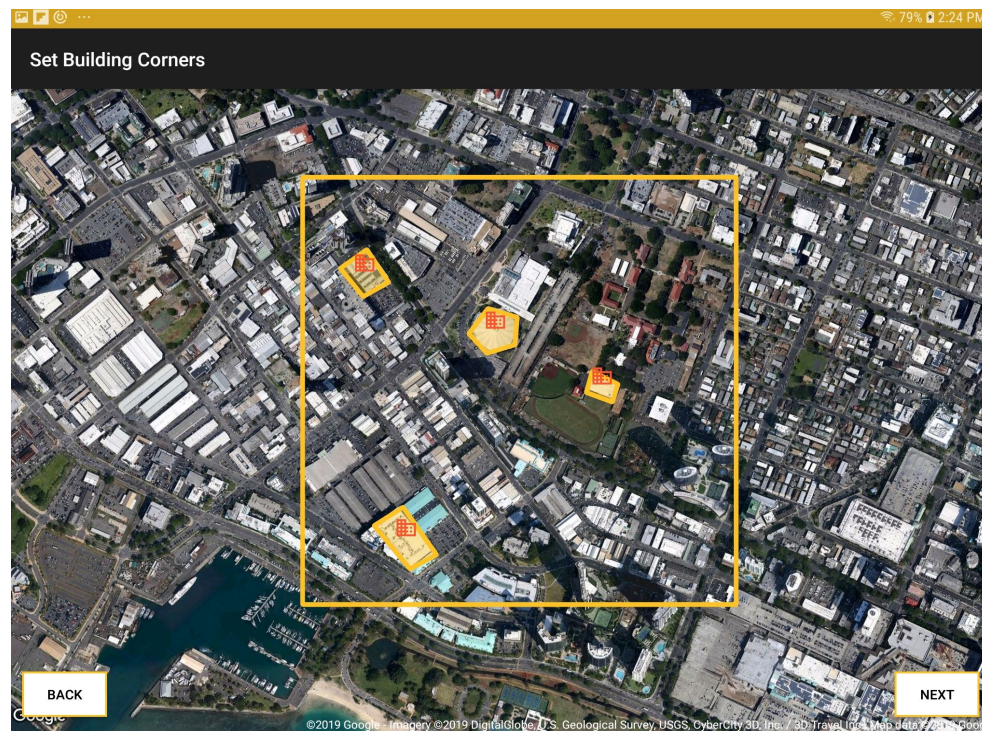 79% 2:24 PM
Set Building Corners
BACK
NEXT
Google
©2019 Google - Imagery ©2019 DigitalGlobe, U.S. Geological Survey, USGS, CyberCity 3D, Inc. / 3D Travel Inc., Map data ©2019 Goo